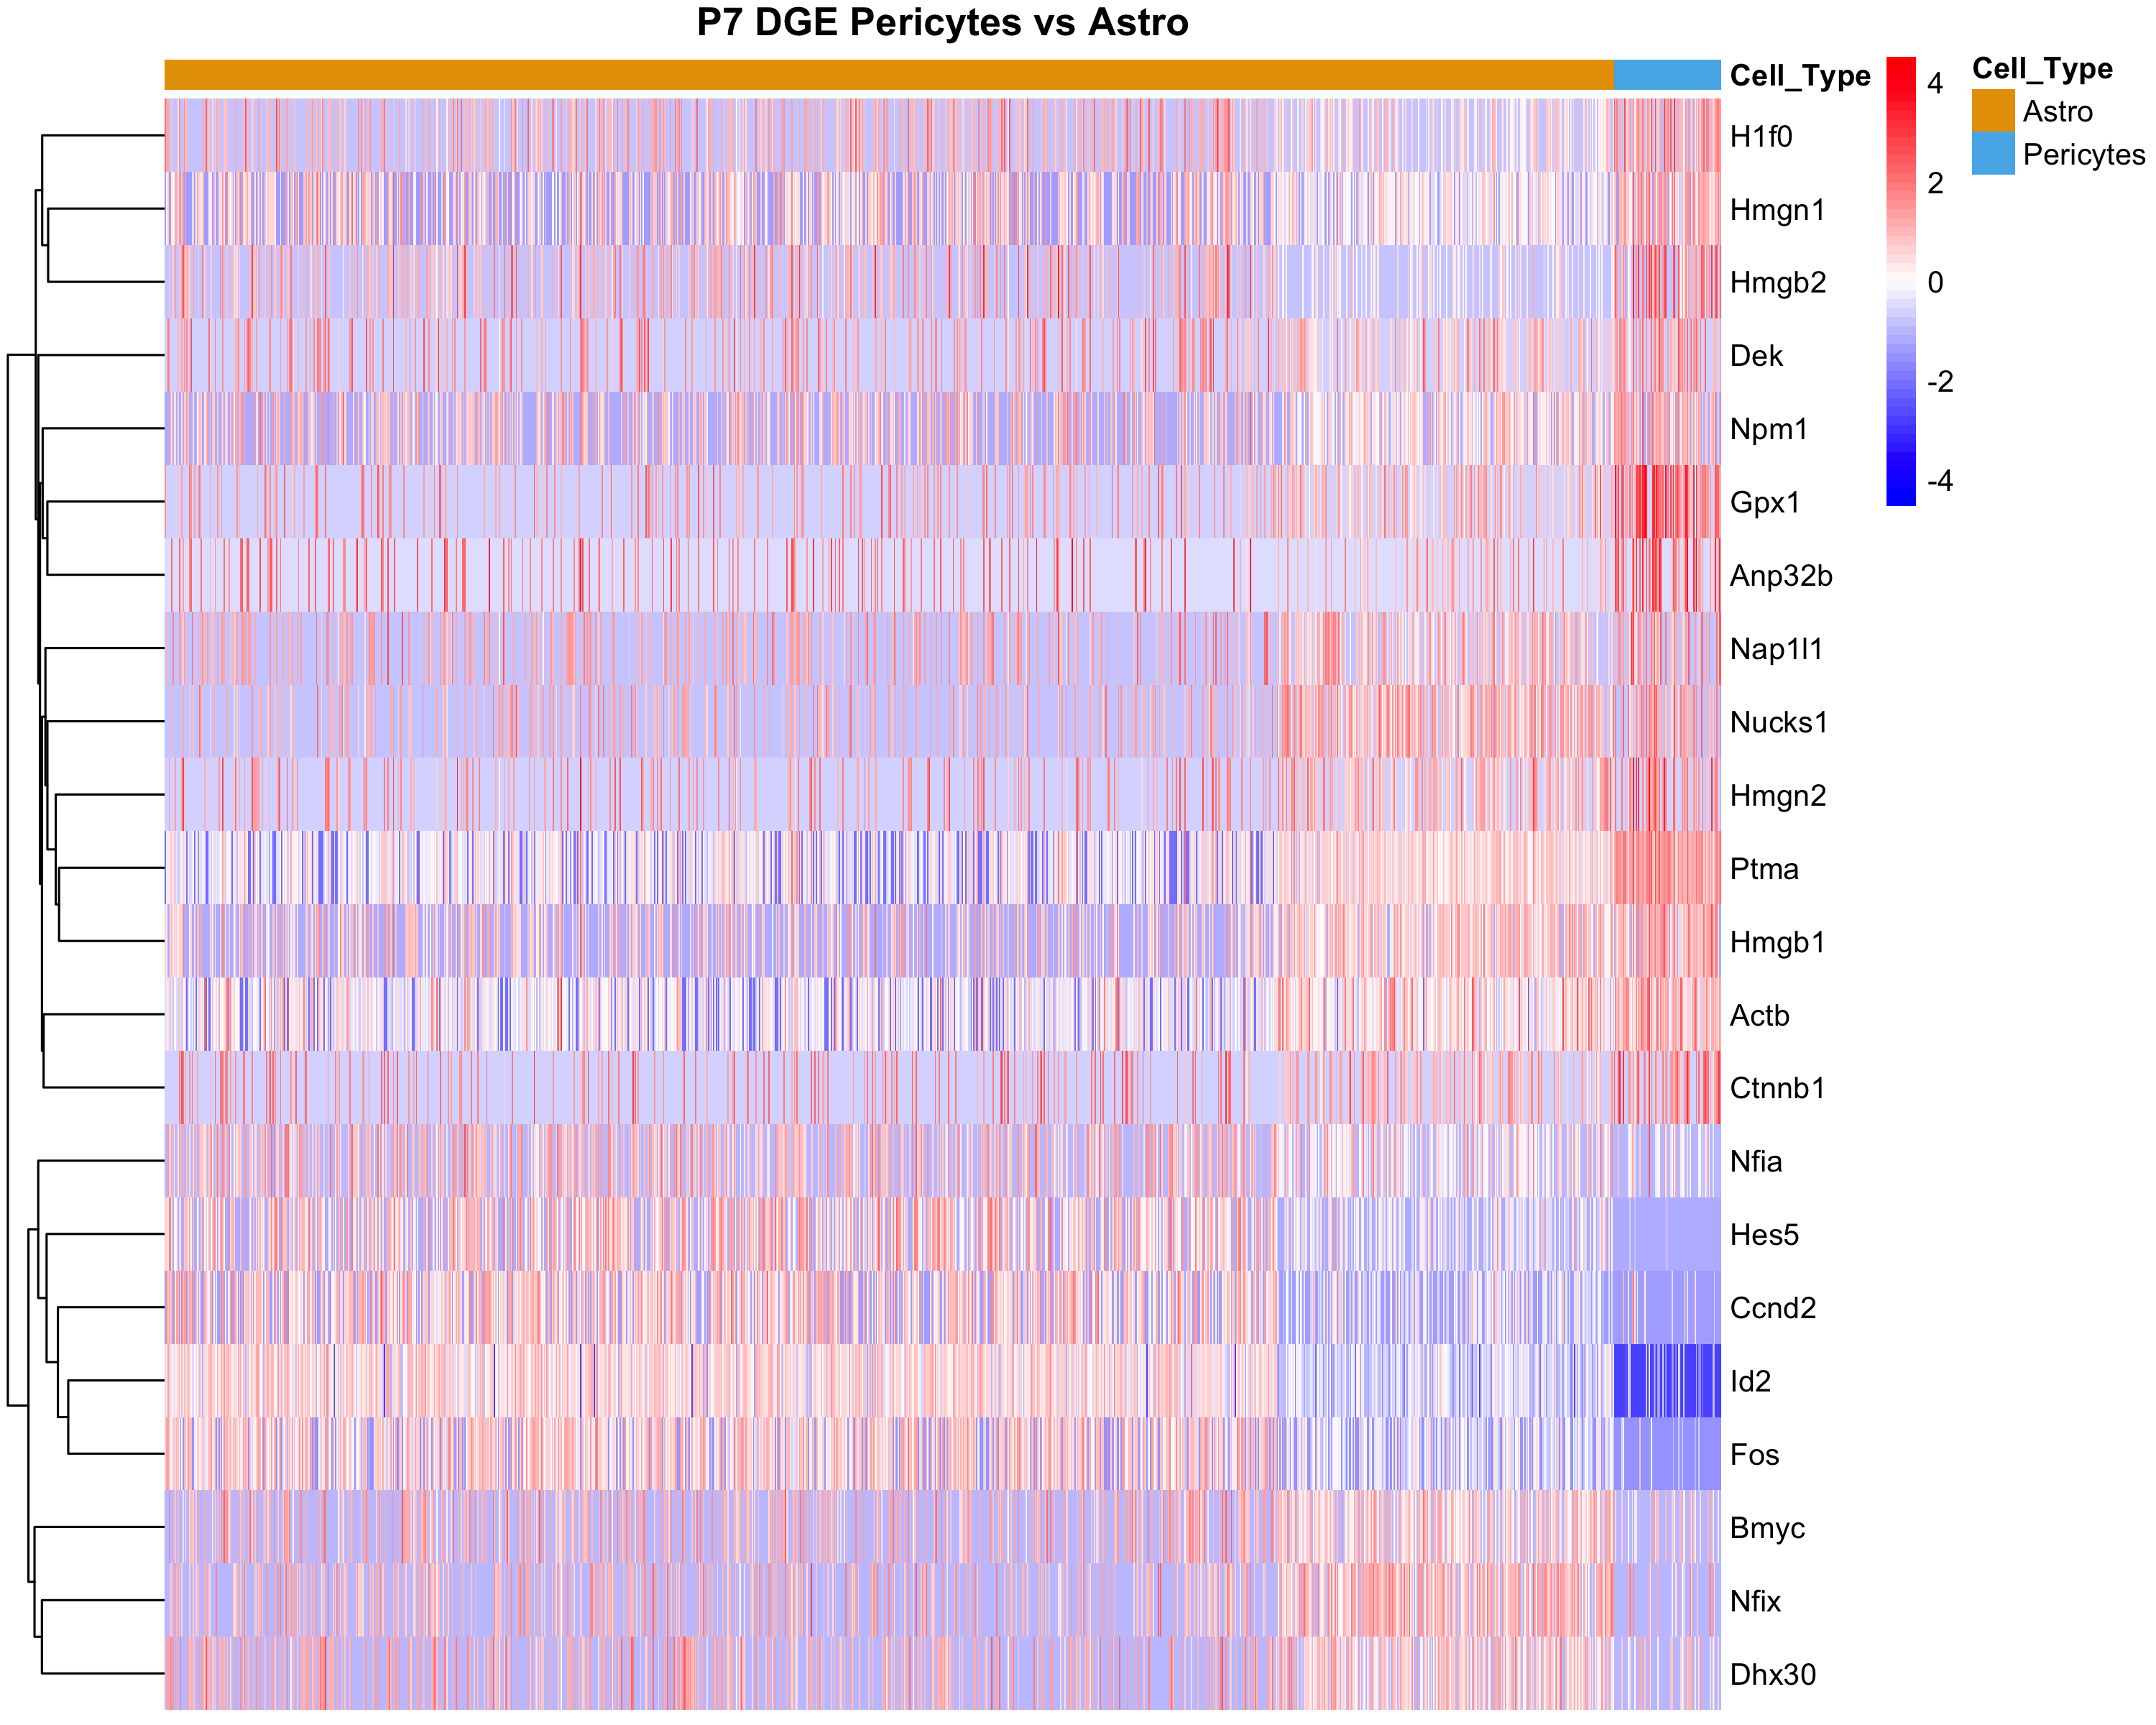 P7 DGE Pericytes vs Astro
Cell_Type
H1f0
Hmgn1
Hmgb2
Dek
Npm1
Gpx1
Anp32b
Nap1l1
Nucks1
Hmgn2
Ptma
Hmgb1
Actb
Ctnnb1
Nfia
Hes5
Ccnd2
Id2
Fos
Bmyc
Nfix
Dhx30
4
2
0
-2
-4
Cell_Type
Astro
Pericytes